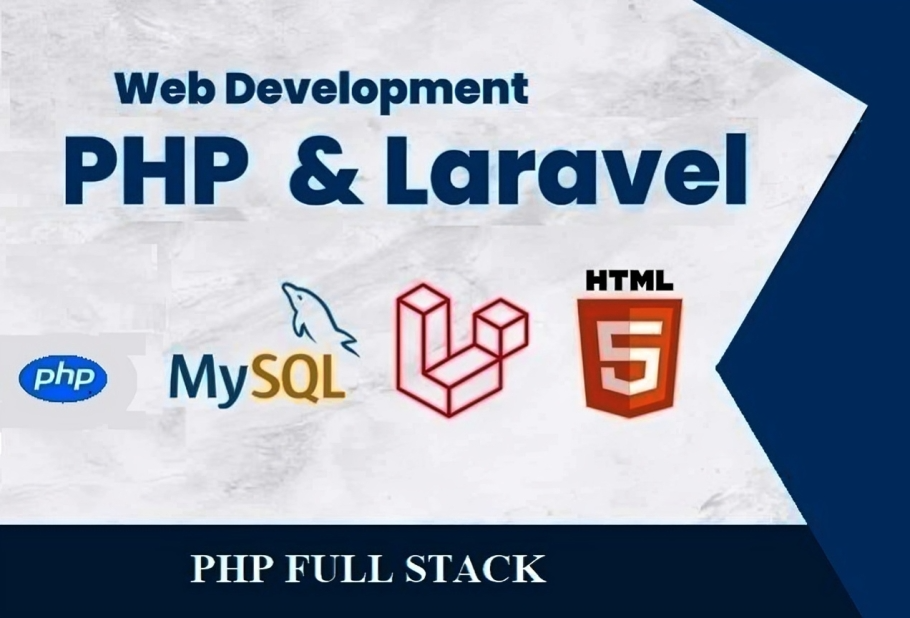 Web Development
PHP & Laravel
HTML
php MySQL 5
PHP FULL STACK